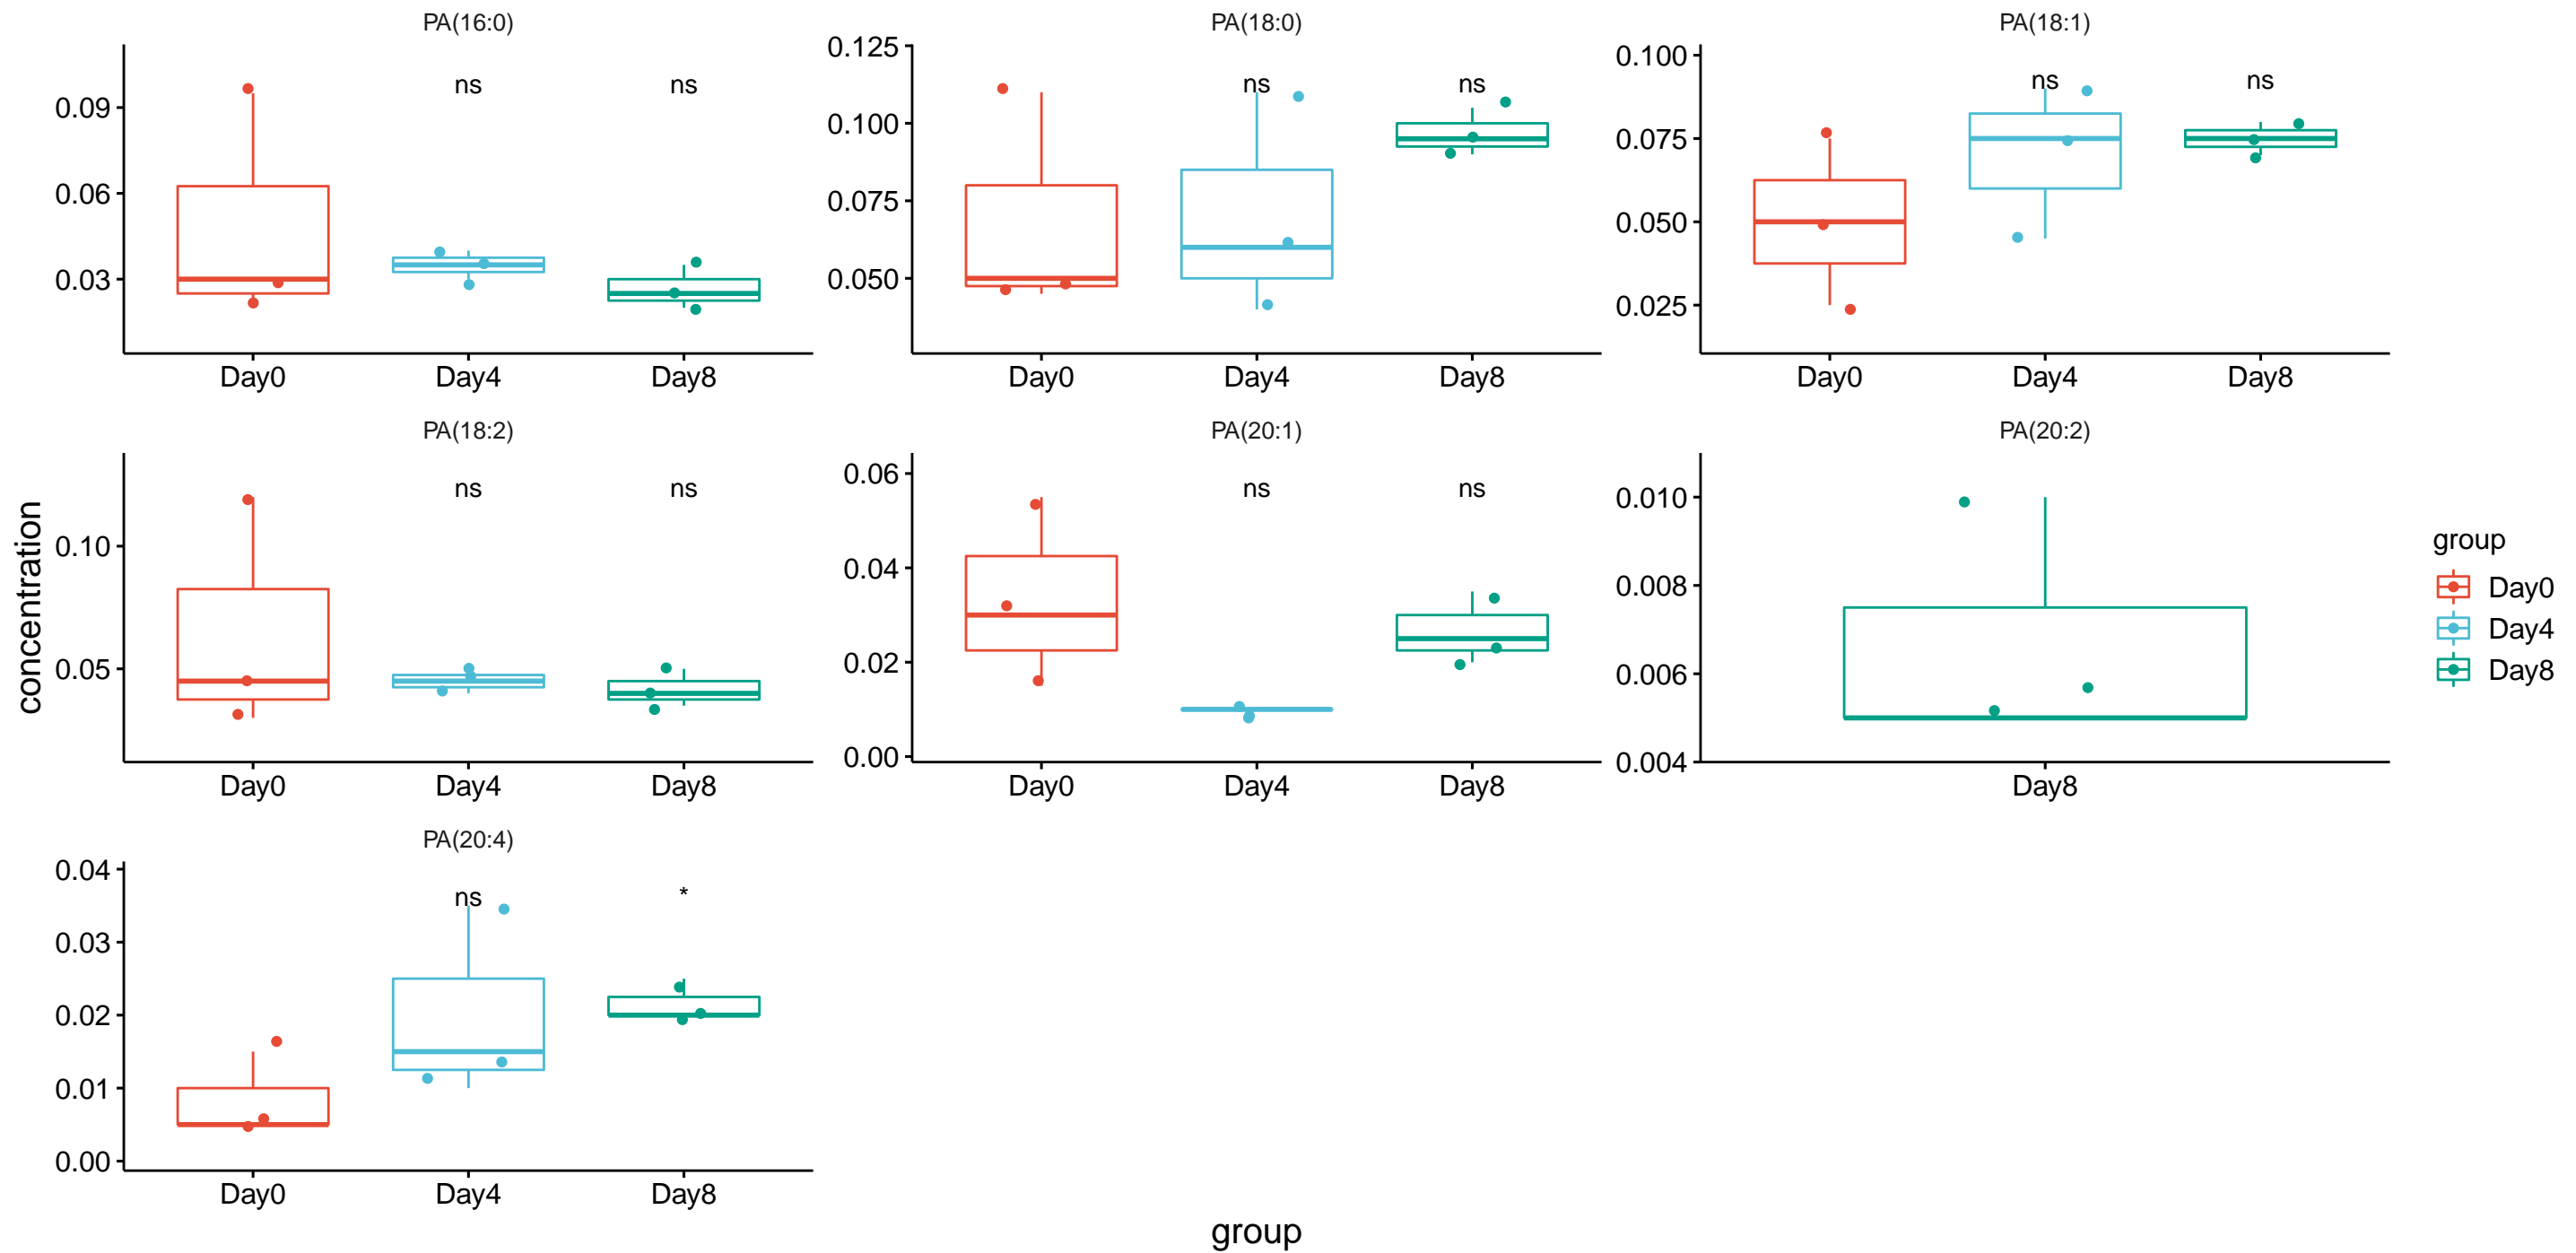 PA(16:0)
PA(18:0)
PA(18:1)
0.09
0.06
0.03
ns
ns
Day0
Day4
Day8
0.125
0.100
0.075
0.050
ns
ns
Day0
Day4
Day8
0.100
0.075
0.050
0.025
ns
ns
Day0
Day4
Day8
PA(18:2)
PA(20:1)
PA(20:2)
concentration
0.10
0.05
ns
ns
Day0
Day4
Day8
0.06
0.04
0.02
0.00
ns
ns
Day0
Day4
Day8
0.010
0.008
0.006
0.004
Day8
group
Day0
Day4
Day8
PA(20:4)
0.04
0.03
0.02
0.01
0.00
ns
*
Day0
Day4
Day8
group